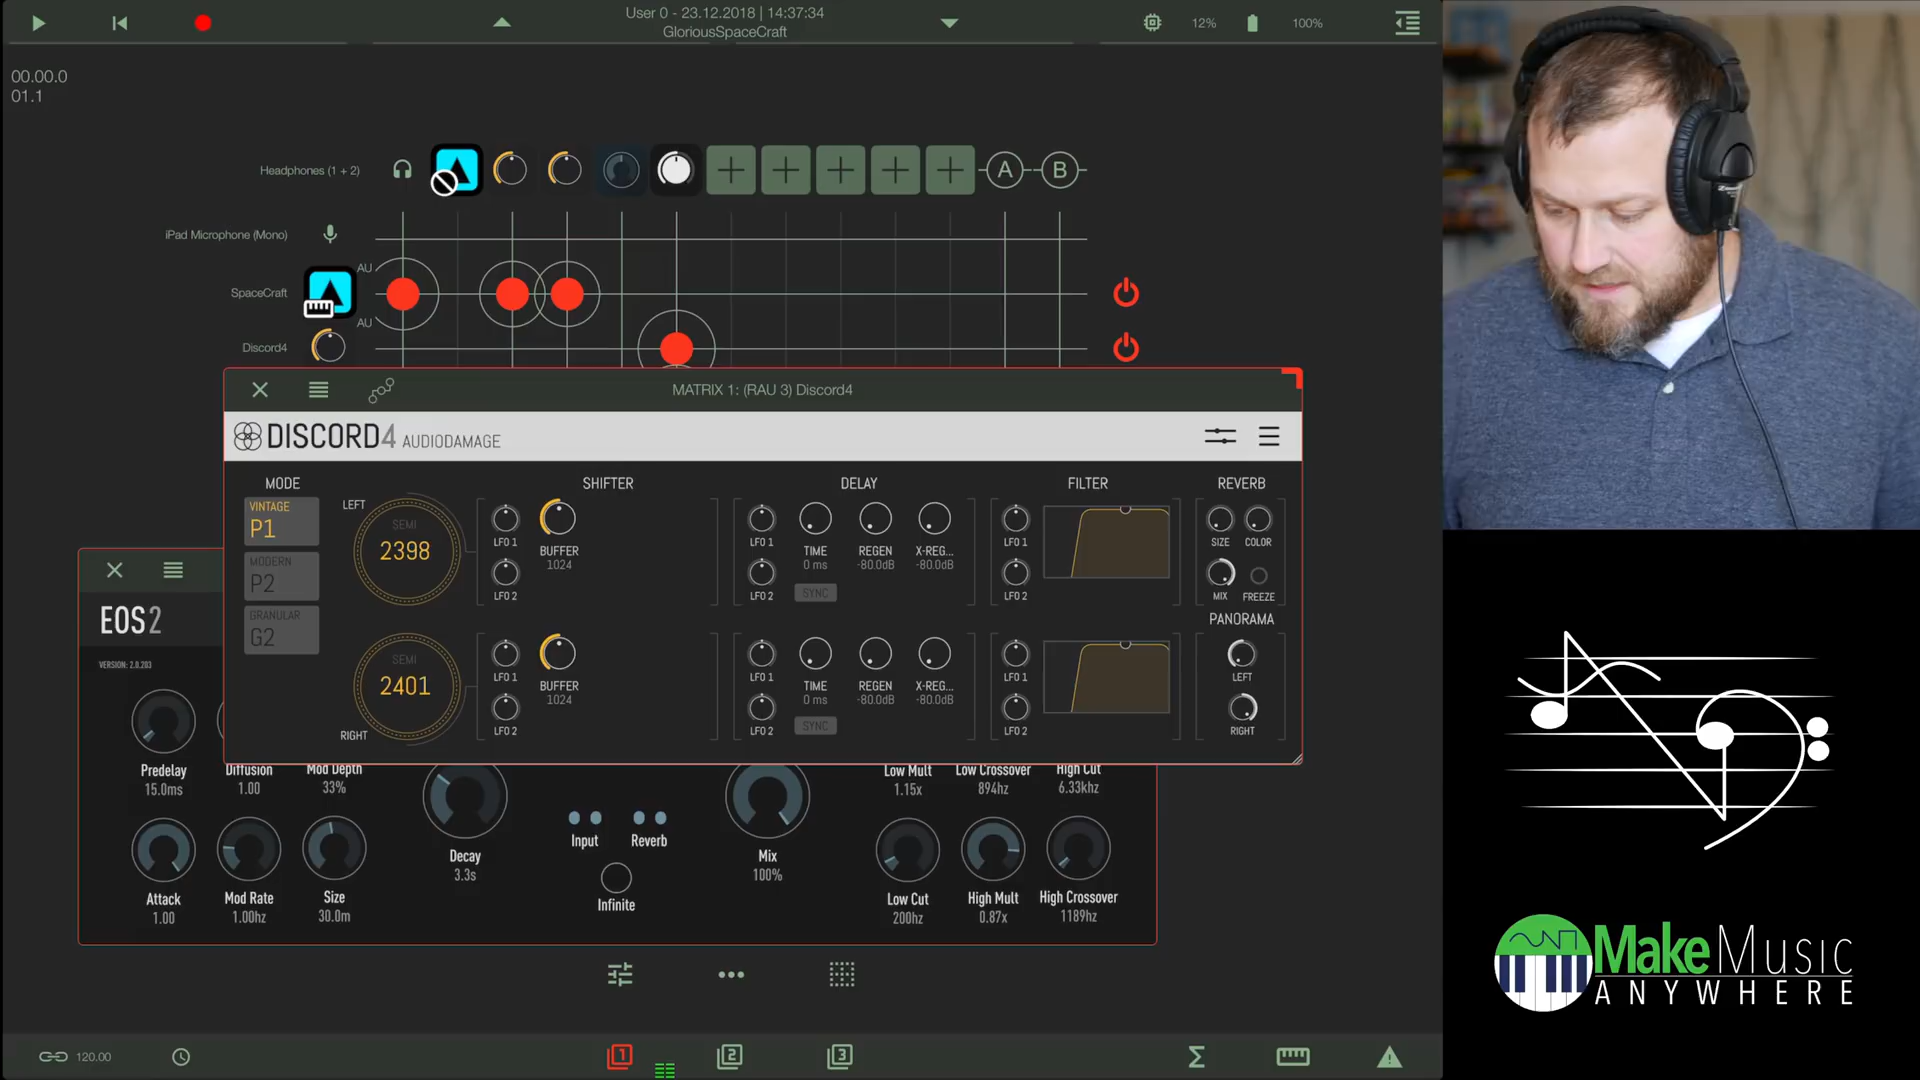 User 0 - 23.12.2018 | 14:37:34
GloriousSpaceCraft
12%
100%
00.00.0
01.1
Headphones (1 + 2)
A
B
iPad Microphone (Mono)
AU
SpaceCraft
AU
Discord4
MATRIX 1: (RAU 3) Discord4
DISCORD4 AUDIODAMAGE
MODE
SHIFTER
DELAY
FILTER
REVERB
VINTAGE
P1
MODERN
P2
GRANULAR
G2
LEFT
SEMI
2398
LFO 1
LFO 2
BUFFER
1024
LFO 1
LFO 2
TIME
0 ms
REGEN
-80.0dB
X-REG...
-80.0dB
SYNC
LFO 1
LFO 2
SIZE
COLOR
MIX
FREEZE
PANORAMA
SEMI
2401
RIGHT
LFO 1
LFO 2
BUFFER
1024
LFO 1
LFO 2
TIME
0 ms
REGEN
-80.0dB
X-REG...
-80.0dB
SYNC
LFO 1
LFO 2
LEFT
RIGHT
EOS2
VERSION: 2.0.203
Predelay
15.0ms
Diffusion
1.00
Mod Depth
33%
Low Mult
1.15x
Low Crossover
894hz
High Cut
6.33khz
Input
Reverb
Decay
3.3s
Mix
100%
Infinite
Attack
1.00
Mod Rate
1.00hz
Size
30.0m
Low Cut
200hz
High Mult
0.87x
High Crossover
1189hz
120.00
1
2
3
Make Music
ANYWHERE